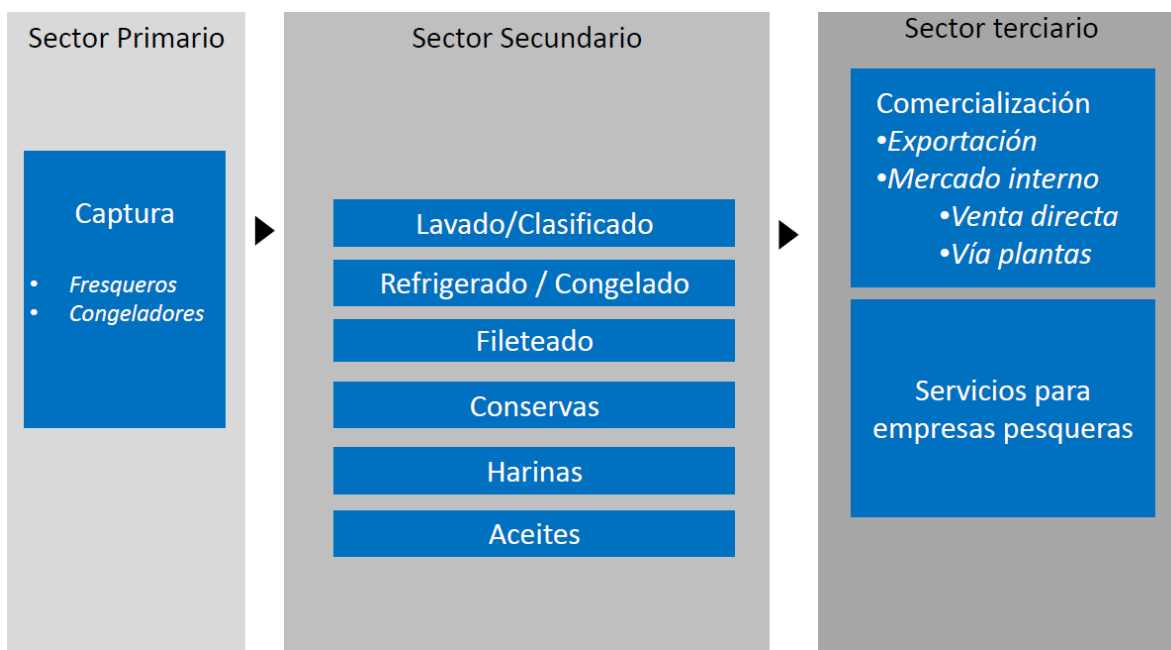 Sector Primario
Captura
• Fresqueros
• Congeladores
Sector Secundario
Lavado/Clasificado
Refrigerado / Congelado
Fileteado
Conservas
Harinas
Aceites
Sector terciario
Comercialización
•Exportación
•Mercado interno
•Venta directa
•Vía plantas
Servicios para
empresas pesqueras